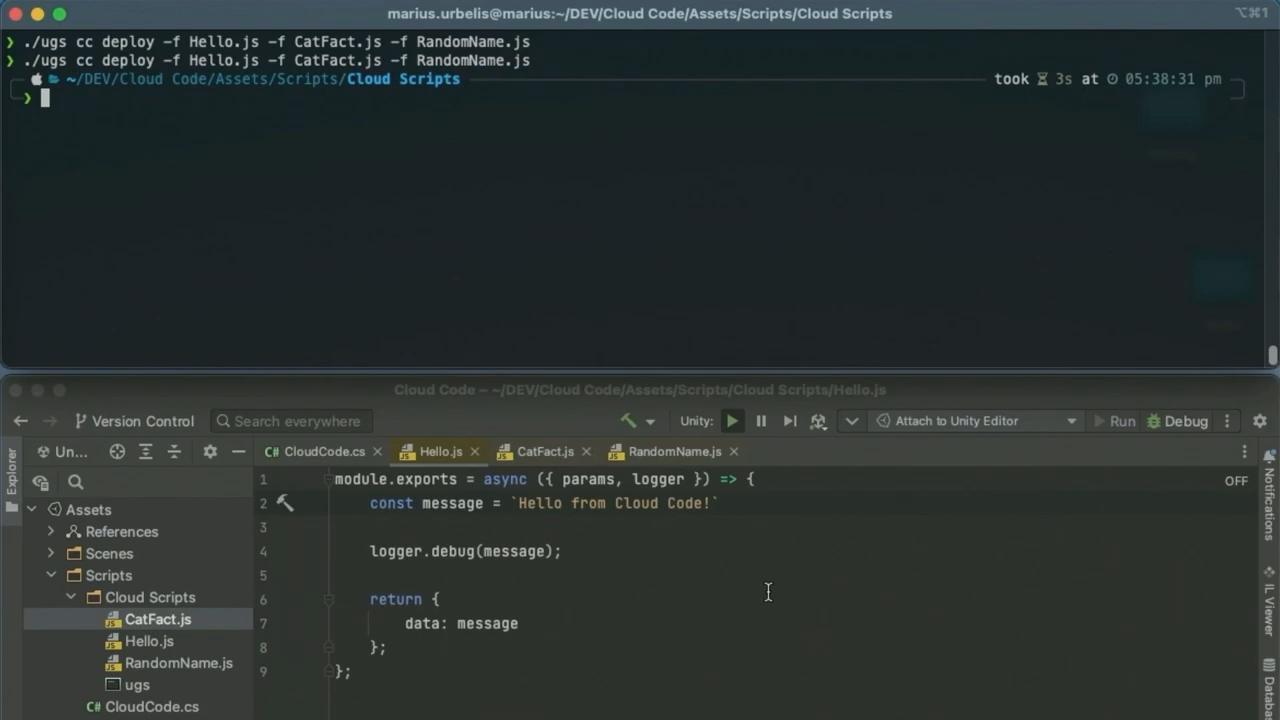 marius.urbelis@marius:~/DEV/Cloud Code/Assets/Scripts/Cloud Scripts
⌥⌘1
❯ ./ugs cc deploy -f Hello.js -f CatFact.js -f RandomName.js
❯ ./ugs cc deploy -f Hello.js -f CatFact.js -f RandomName.js
~/DEV/Cloud Code/Assets/Scripts/Cloud Scripts
took 3s at 05:38:31 pm
❯
Cloud Code – ~/DEV/Cloud Code/Assets/Scripts/Cloud Scripts/Hello.js
Version Control
Search everywhere
Unity:
Attach to Unity Editor
Run
Debug
Explorer
Un...
CloudCode.cs
Hello.js
CatFact.js
RandomName.js
Assets
References
Scenes
Scripts
Cloud Scripts
CatFact.js
Hello.js
RandomName.js
ugs
C# CloudCode.cs
1 module.exports = async ({ params, logger }) => {
2 const message = `Hello from Cloud Code!`
3
4 logger.debug(message);
5
6 return {
7 data: message
8 };
9 };
OFF
Notifications
IL Viewer
Databa